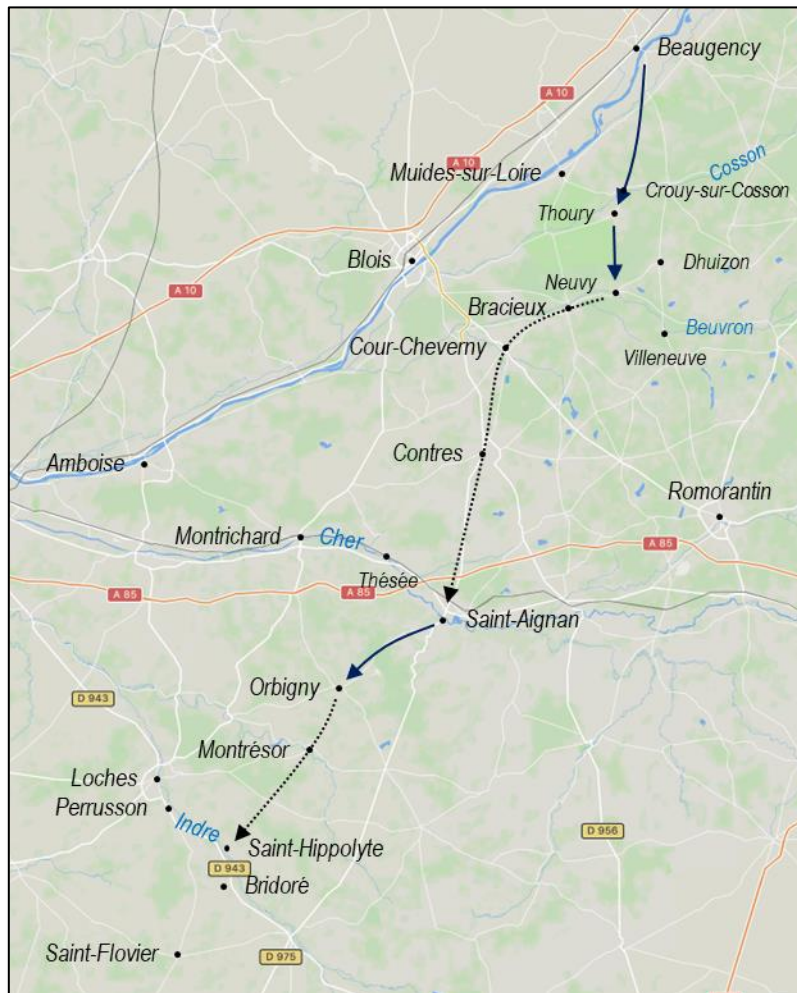 Beaugency
A 10
A 10
Muides-sur-Loire
Cosson
Crouy-sur-Cosson
Thoury
Blois
Dhuizon
A 10
Neuvy
Bracieux
Beuvron
Cour-Cheverny
Villeneuve
Contres
Amboise
Romorantin
Montrichard
Cher
A 85
Thésée
A 85
A 85
Saint-Aignan
Orbigny
D 943
Montrésor
Loches
Perrusson
Indre
D 956
Saint-Hippolyte
D 943
Bridoré
Saint-Flovier
D 975